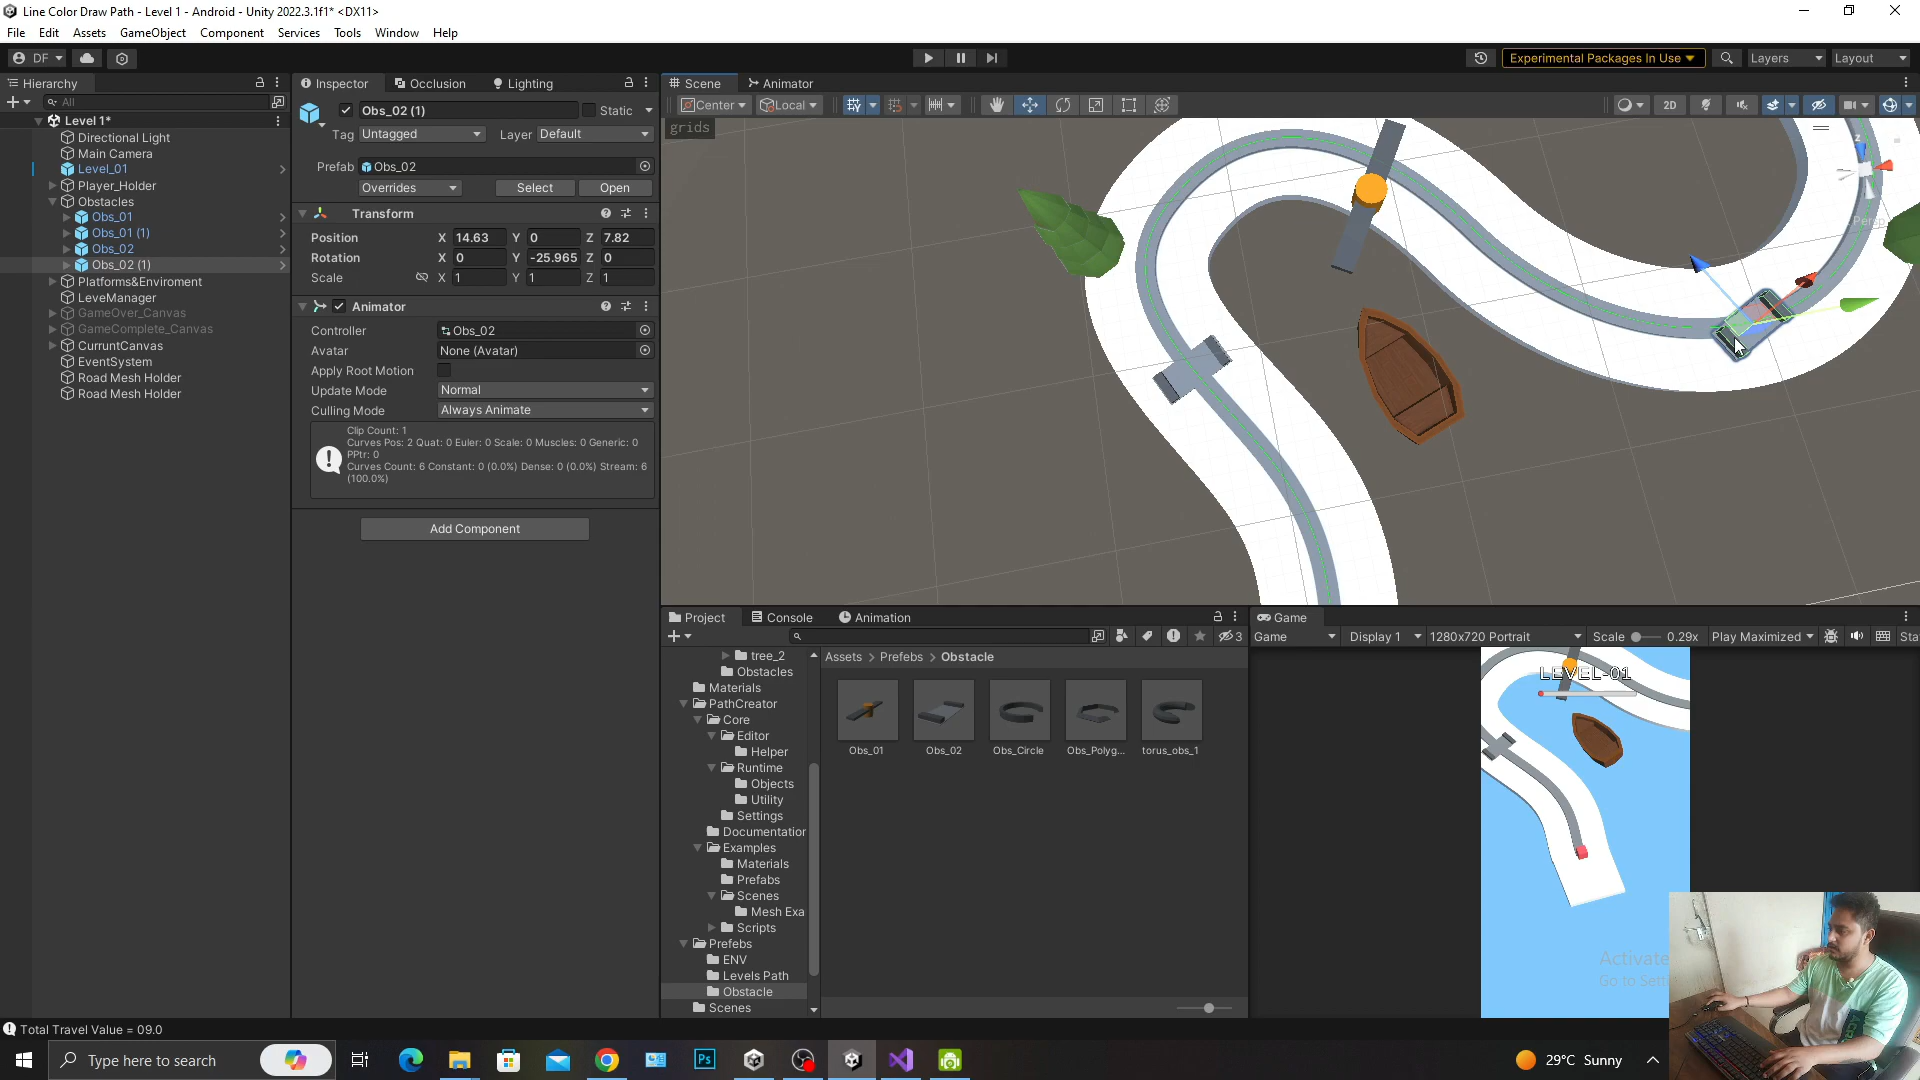 Line Color Draw Path - Level 1 - Android - Unity 2022.3.1f1* <DX11>
File Edit Assets GameObject Component Services Tools Window Help
DF Experimental Packages In Use Layers Layout
Hierarchy
All
Level 1*
Directional Light
Main Camera
Level_01
Player_Holder
Obstacles
Obs_01
Obs_01 (1)
Obs_02
Obs_02 (1)
Platforms&Enviroment
LeveManager
GameOver_Canvas
GameComplete_Canvas
CurruntCanvas
EventSystem
Road Mesh Holder
Road Mesh Holder
Inspector Occlusion Lighting
Obs_02 (1) Static
Tag Untagged Layer Default
Prefab Obs_02
Overrides Select Open
Transform
Position X 14.63 Y 0 Z 7.82
Rotation X 0 Y -25.965 Z 0
Scale X 1 Y 1 Z 1
Animator
Controller Obs_02
Avatar None (Avatar)
Apply Root Motion
Update Mode Normal
Culling Mode Always Animate
Clip Count: 1
Curves Pos: 2 Quat: 0 Euler: 0 Scale: 0 Muscles: 0 Generic: 0
PPtr: 0
Curves Count: 6 Constant: 0 (0.0%) Dense: 0 (0.0%) Stream: 6
(100.0%)
Add Component
Scene Animator
Center Local 2D
grids
z
Persp
Project Console Animation
3
tree_2
Obstacles
Materials
PathCreator
Core
Editor
Helper
Runtime
Objects
Utility
Settings
Documentation
Examples
Materials
Prefabs
Scenes
Mesh Exa
Scripts
Prefebs
ENV
Levels Path
Obstacle
Scenes
Assets > Prefebs > Obstacle
Obs_01 Obs_02 Obs_Circle Obs_Polyg... torus_obs_1
Game
Game Display 1 1280x720 Portrait Scale 0.29x Play Maximized Sta
LEVEL-01
Activate
Go to Sett
Total Travel Value = 09.0
Type here to search
Ps
29°C Sunny